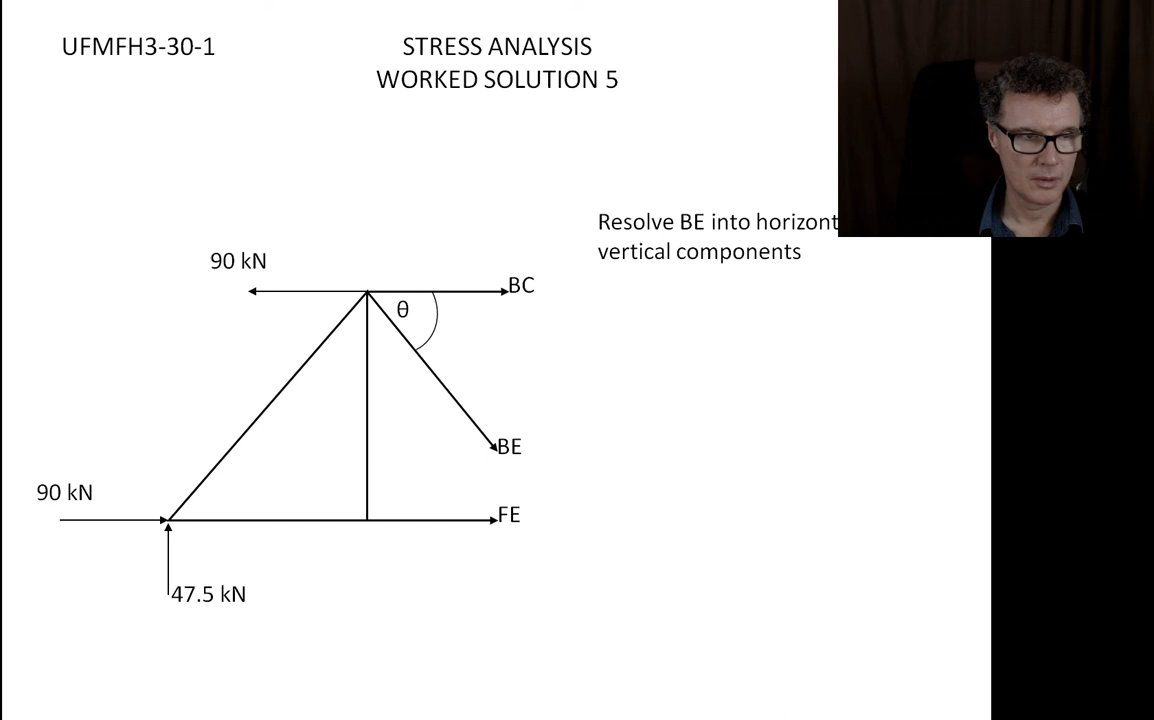 UFMFH3-30-1
STRESS ANALYSIS
WORKED SOLUTION 5
Resolve BE into horizont
vertical components
90 kN
BC
θ
BE
90 kN
FE
47.5 kN